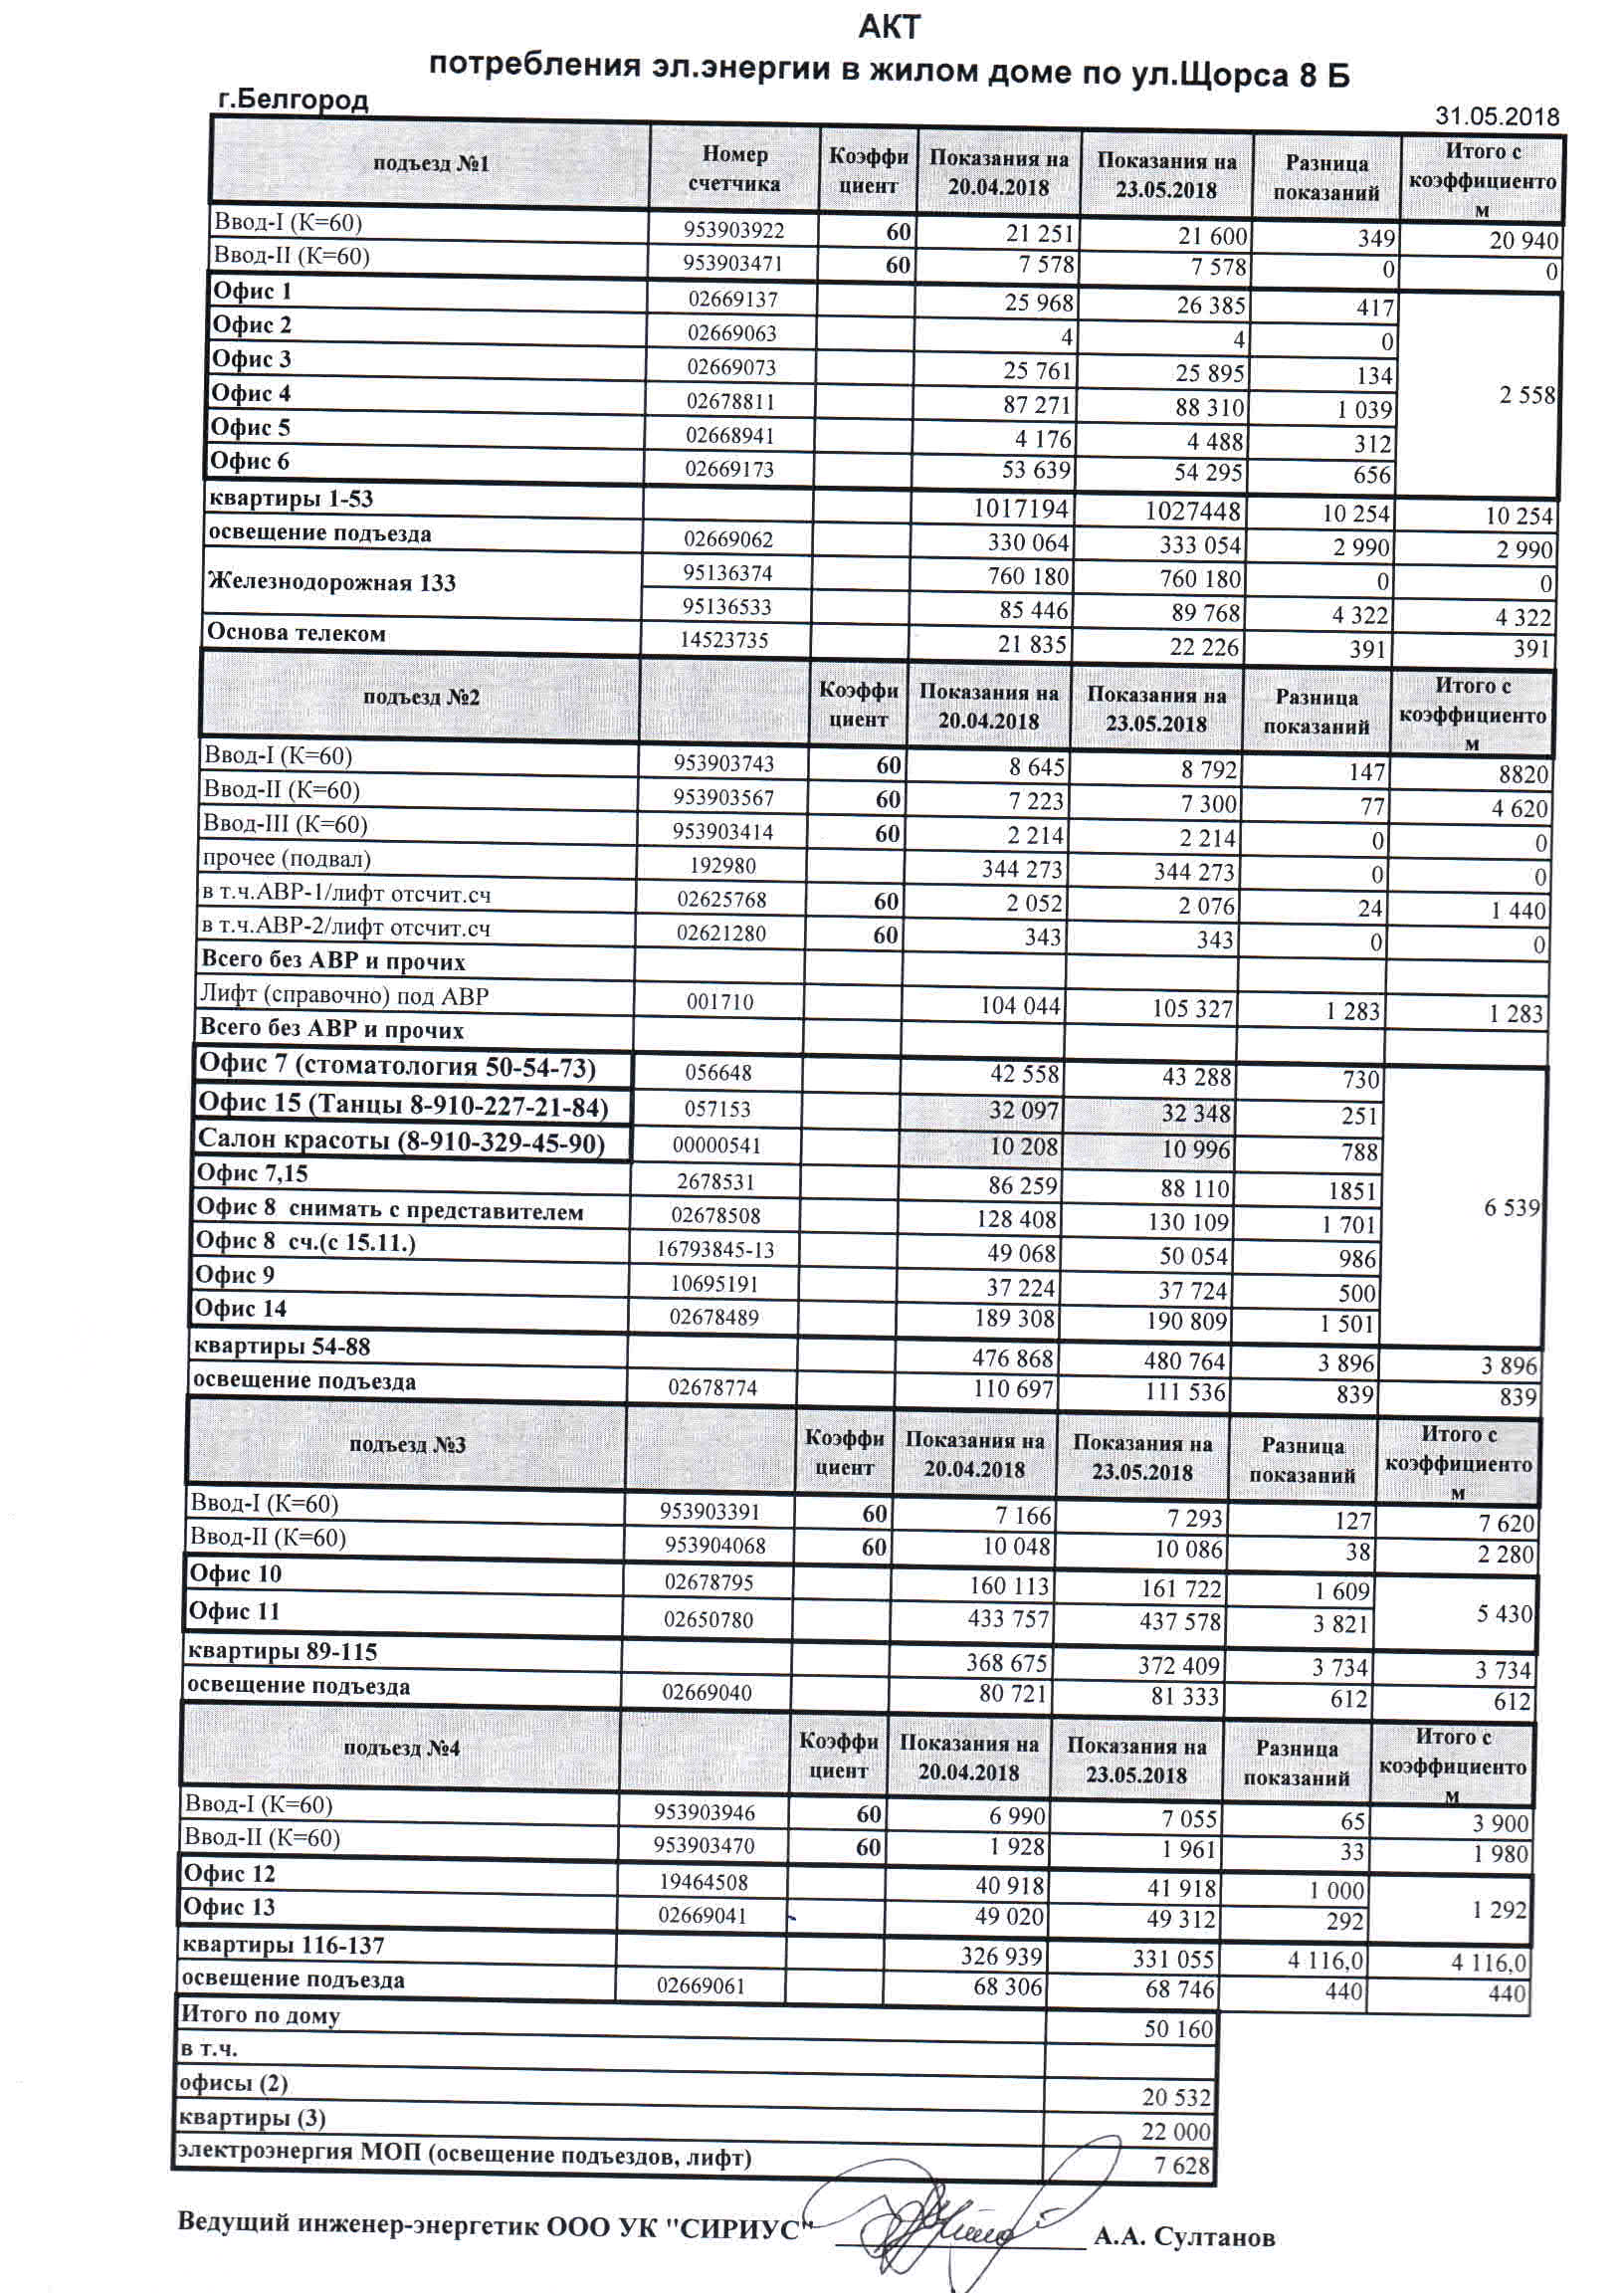 АКТ
потребления эл.энергии в жилом доме по ул.Щорса 8 Б
г.Белгород 31.05.2018
подъезд №1 Номер счетчика Коэффи циент Показания на 20.04.2018 Показания на 23.05.2018 Разница показаний Итого с коэффициенто м
Ввод-I (К=60) 953903922 60 21 251 21 600 349 20 940
Ввод-II (К=60) 953903471 60 7 578 7 578 0 0
Офис 1 02669137 25 968 26 385 417
Офис 2 02669063 4 4 0
Офис 3 02669073 25 761 25 895 134
2 558
Офис 4 02678811 87 271 88 310 1 039
Офис 5 02668941 4 176 4 488 312
Офис 6 02669173 53 639 54 295 656
квартиры 1-53 1017194 1027448 10 254 10 254
освещение подъезда 02669062 330 064 333 054 2 990 2 990
Железнодорожная 133 95136374 760 180 760 180 0 0
95136533 85 446 89 768 4 322 4 322
Основа телеком 14523735 21 835 22 226 391 391
подъезд №2 Коэффи циент Показания на 20.04.2018 Показания на 23.05.2018 Разница показаний Итого с коэффициенто м
Ввод-I (К=60) 953903743 60 8 645 8 792 147 8820
Ввод-II (К=60) 953903567 60 7 223 7 300 77 4 620
Ввод-III (К=60) 953903414 60 2 214 2 214 0 0
прочее (подвал) 192980 344 273 344 273 0 0
в т.ч.АВР-1/лифт отсчит.сч 02625768 60 2 052 2 076 24 1 440
в т.ч.АВР-2/лифт отсчит.сч 02621280 60 343 343 0 0
Всего без АВР и прочих
Лифт (справочно) под АВР 001710 104 044 105 327 1 283 1 283
Всего без АВР и прочих
Офис 7 (стоматология 50-54-73) 056648 42 558 43 288 730
Офис 15 (Танцы 8-910-227-21-84) 057153 32 097 32 348 251
Салон красоты (8-910-329-45-90) 00000541 10 208 10 996 788
Офис 7,15 2678531 86 259 88 110 1851
6 539
Офис 8 снимать с представителем 02678508 128 408 130 109 1 701
Офис 8 сч.(с 15.11.) 16793845-13 49 068 50 054 986
Офис 9 10695191 37 224 37 724 500
Офис 14 02678489 189 308 190 809 1 501
квартиры 54-88 476 868 480 764 3 896 3 896
освещение подъезда 02678774 110 697 111 536 839 839
подъезд №3 Коэффи циент Показания на 20.04.2018 Показания на 23.05.2018 Разница показаний Итого с коэффициенто м
Ввод-I (К=60) 953903391 60 7 166 7 293 127 7 620
Ввод-II (К=60) 953904068 60 10 048 10 086 38 2 280
Офис 10 02678795 160 113 161 722 1 609
5 430
Офис 11 02650780 433 757 437 578 3 821
квартиры 89-115 368 675 372 409 3 734 3 734
освещение подъезда 02669040 80 721 81 333 612 612
подъезд №4 Коэффи циент Показания на 20.04.2018 Показания на 23.05.2018 Разница показаний Итого с коэффициенто м
Ввод-I (К=60) 953903946 60 6 990 7 055 65 3 900
Ввод-II (К=60) 953903470 60 1 928 1 961 33 1 980
Офис 12 19464508 40 918 41 918 1 000
1 292
Офис 13 02669041 49 020 49 312 292
квартиры 116-137 326 939 331 055 4 116,0 4 116,0
освещение подъезда 02669061 68 306 68 746 440 440
Итого по дому 50 160
в т.ч.
офисы (2) 20 532
квартиры (3) 22 000
электроэнергия МОП (освещение подъездов, лифт) 7 628
Ведущий инженер-энергетик ООО УК "СИРИУС" А.А. Султанов